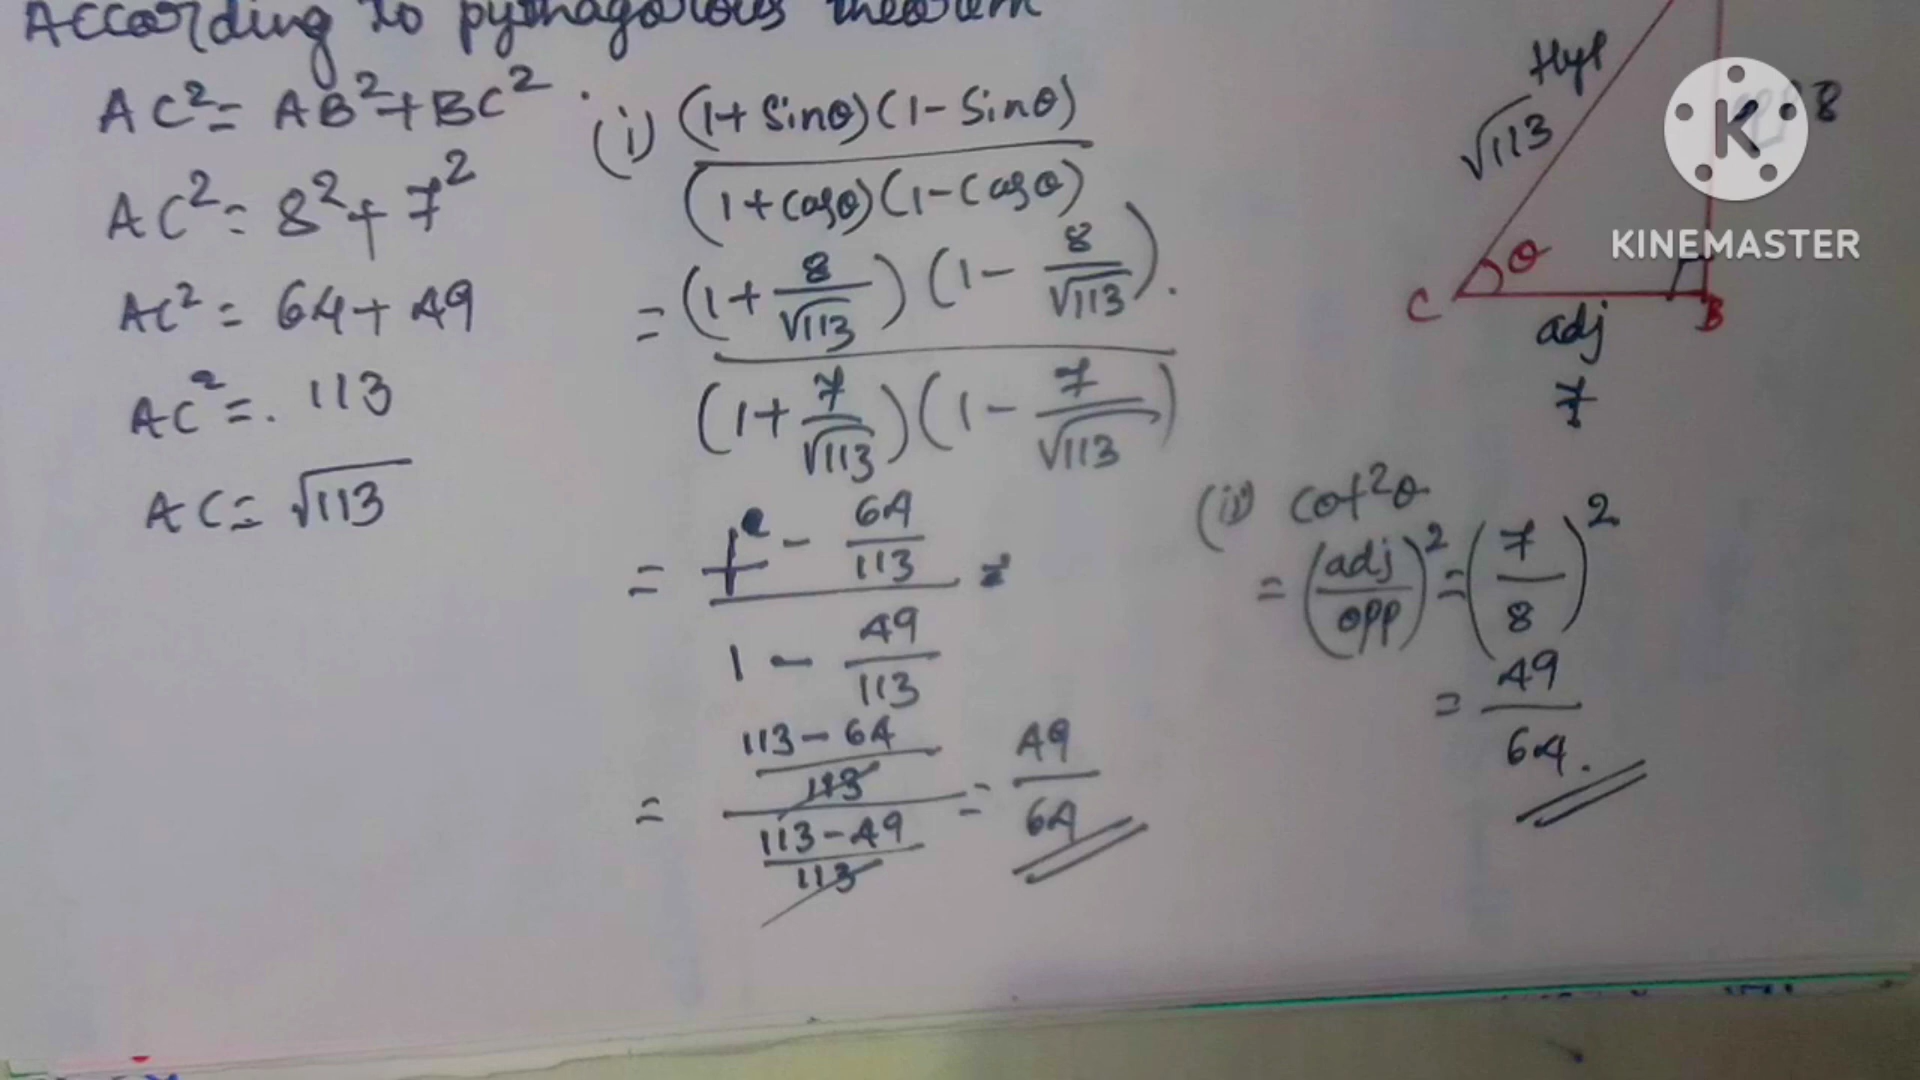 According to pythagorous theorem
AC² = AB² + BC²
AC² = 8² + 7²
AC² = 64 + 49
AC² = 113
AC = √113
(i) (1 + sinθ)(1 - sinθ) / (1 + cosθ)(1 - cosθ)
= (1 + 8/√113)(1 - 8/√113) / (1 + 7/√113)(1 - 7/√113)
= 1² - 64/113 / 1 - 49/113 =
= 113 - 64/113 / 113 - 49/113 = 49/64
Hyp
√113
8
θ
C
B
adj
7
(ii) cot²θ
= (adj/opp)² = (7/8)²
= 49/64.
K
KINEMASTER